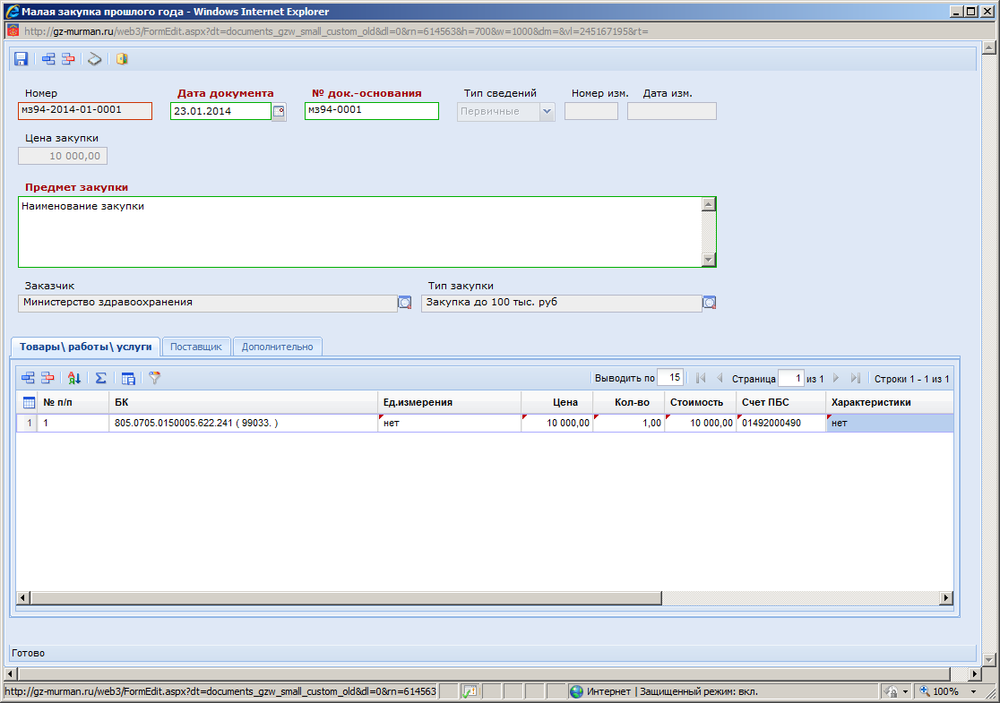 Малая закупка прошлого года - Windows Internet Explorer
http://gz-murman.ru/web3/FormEdit.aspx?dt=documents_gzw_small_custom_old&dl=0&rn=614563&h=700&w=1000&dm=&vl=245167195&rt=
Номер Дата документа № док.-основания Тип сведений Номер изм. Дата изм.
мз94-2014-01-0001 23.01.2014 мз94-0001 Первичные
Цена закупки
10 000,00
Предмет закупки
Наименование закупки
Заказчик Тип закупки
Министерство здравоохранения Закупка до 100 тыс. руб
Товары\ работы\ услуги Поставщик Дополнительно
Выводить по 15 Страница 1 из 1 Строки 1 - 1 из 1
№ п/п БК Ед.измерения Цена Кол-во Стоимость Счет ПБС Характеристики
1 1 805.0705.0150005.622.241 ( 99033. ) нет 10 000,00 1,00 10 000,00 01492000490 нет
Готово
http://gz-murman.ru/web3/FormEdit.aspx?dt=documents_gzw_small_custom_old&dl=0&rn=614563 Интернет | Защищенный режим: вкл. 100%